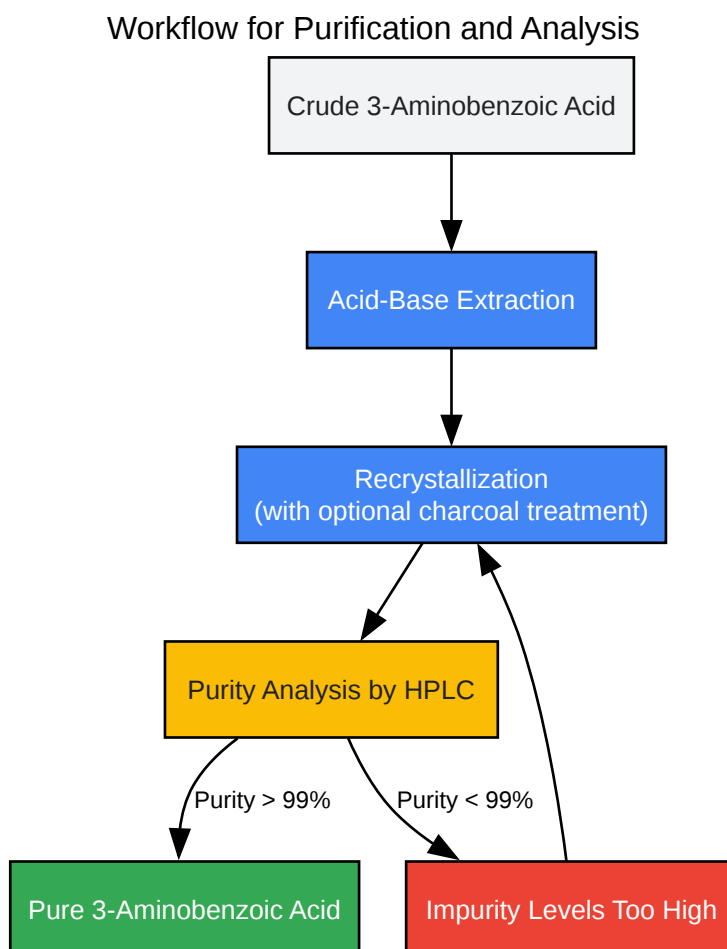 Workflow for Purification and Analysis
Crude 3-Aminobenzoic Acid
Acid-Base Extraction
Recrystallization
(with optional charcoal treatment)
Purity Analysis by HPLC
Purity > 99%
Purity < 99%
Pure 3-Aminobenzoic Acid
Impurity Levels Too High